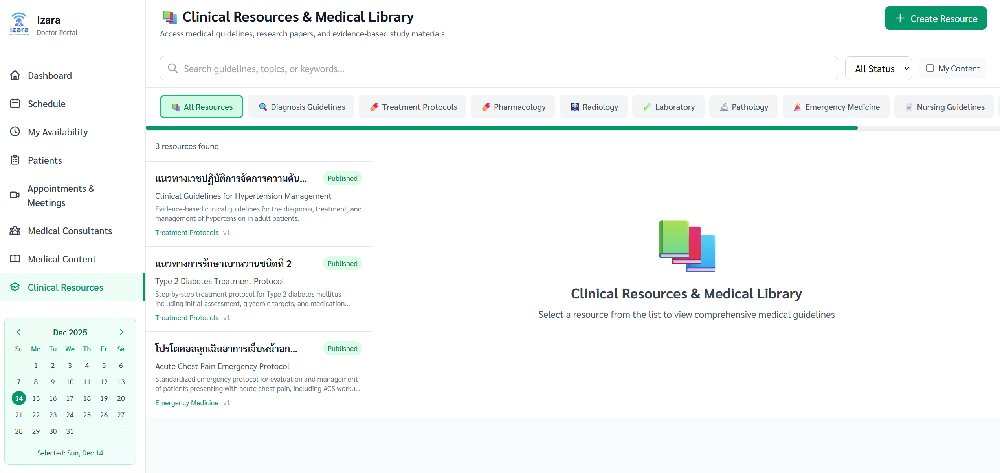 izara
your doctor anywhere
Izara
Doctor Portal
Dashboard
Schedule
My Availability
Patients
Appointments &
Meetings
Medical Consultants
Medical Content
Clinical Resources
Dec 2025
Su Mo Tu We Th Fr Sa
1 2 3 4 5 6
7 8 9 10 11 12 13
14 15 16 17 18 19 20
21 22 23 24 25 26 27
28 29 30 31
Selected: Sun, Dec 14
Clinical Resources & Medical Library
Access medical guidelines, research papers, and evidence-based study materials
+ Create Resource
Search guidelines, topics, or keywords...
All Status
My Content
All Resources
Diagnosis Guidelines
Treatment Protocols
Pharmacology
Radiology
Laboratory
Pathology
Emergency Medicine
Nursing Guidelines
3 resources found
แนวทางเวชปฏิบัติการจัดการความดัน...
Published
Clinical Guidelines for Hypertension Management
Evidence-based clinical guidelines for the diagnosis, treatment, and
management of hypertension in adult patients.
Treatment Protocols v1
แนวทางการรักษาเบาหวานชนิดที่ 2
Published
Type 2 Diabetes Treatment Protocol
Step-by-step treatment protocol for Type 2 diabetes mellitus
including initial assessment, glycemic targets, and medication...
Treatment Protocols v1
โปรโตคอลฉุกเฉินอาการเจ็บหน้าอก...
Published
Acute Chest Pain Emergency Protocol
Standardized emergency protocol for evaluation and management
of patients presenting with acute chest pain, including ACS worku...
Emergency Medicine v1
Clinical Resources & Medical Library
Select a resource from the list to view comprehensive medical guidelines